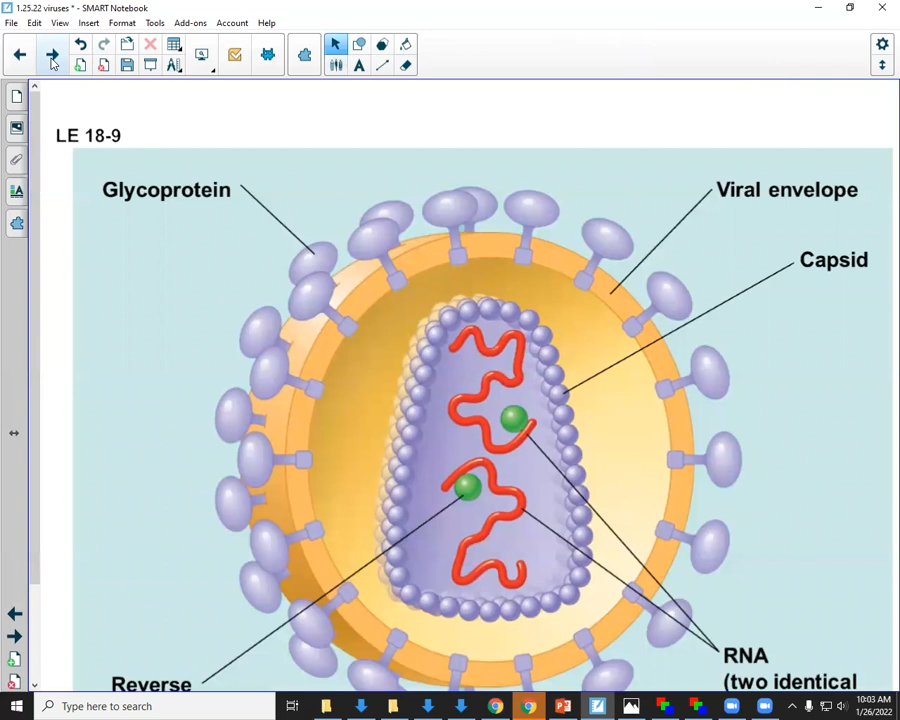 1.25.22 viruses * - SMART Notebook
File Edit View Insert Format Tools Add-ons Account Help
LE 18-9
Glycoprotein
Viral envelope
Capsid
RNA
(two identical
Reverse
Type here to search
10:03 AM
1/26/2022